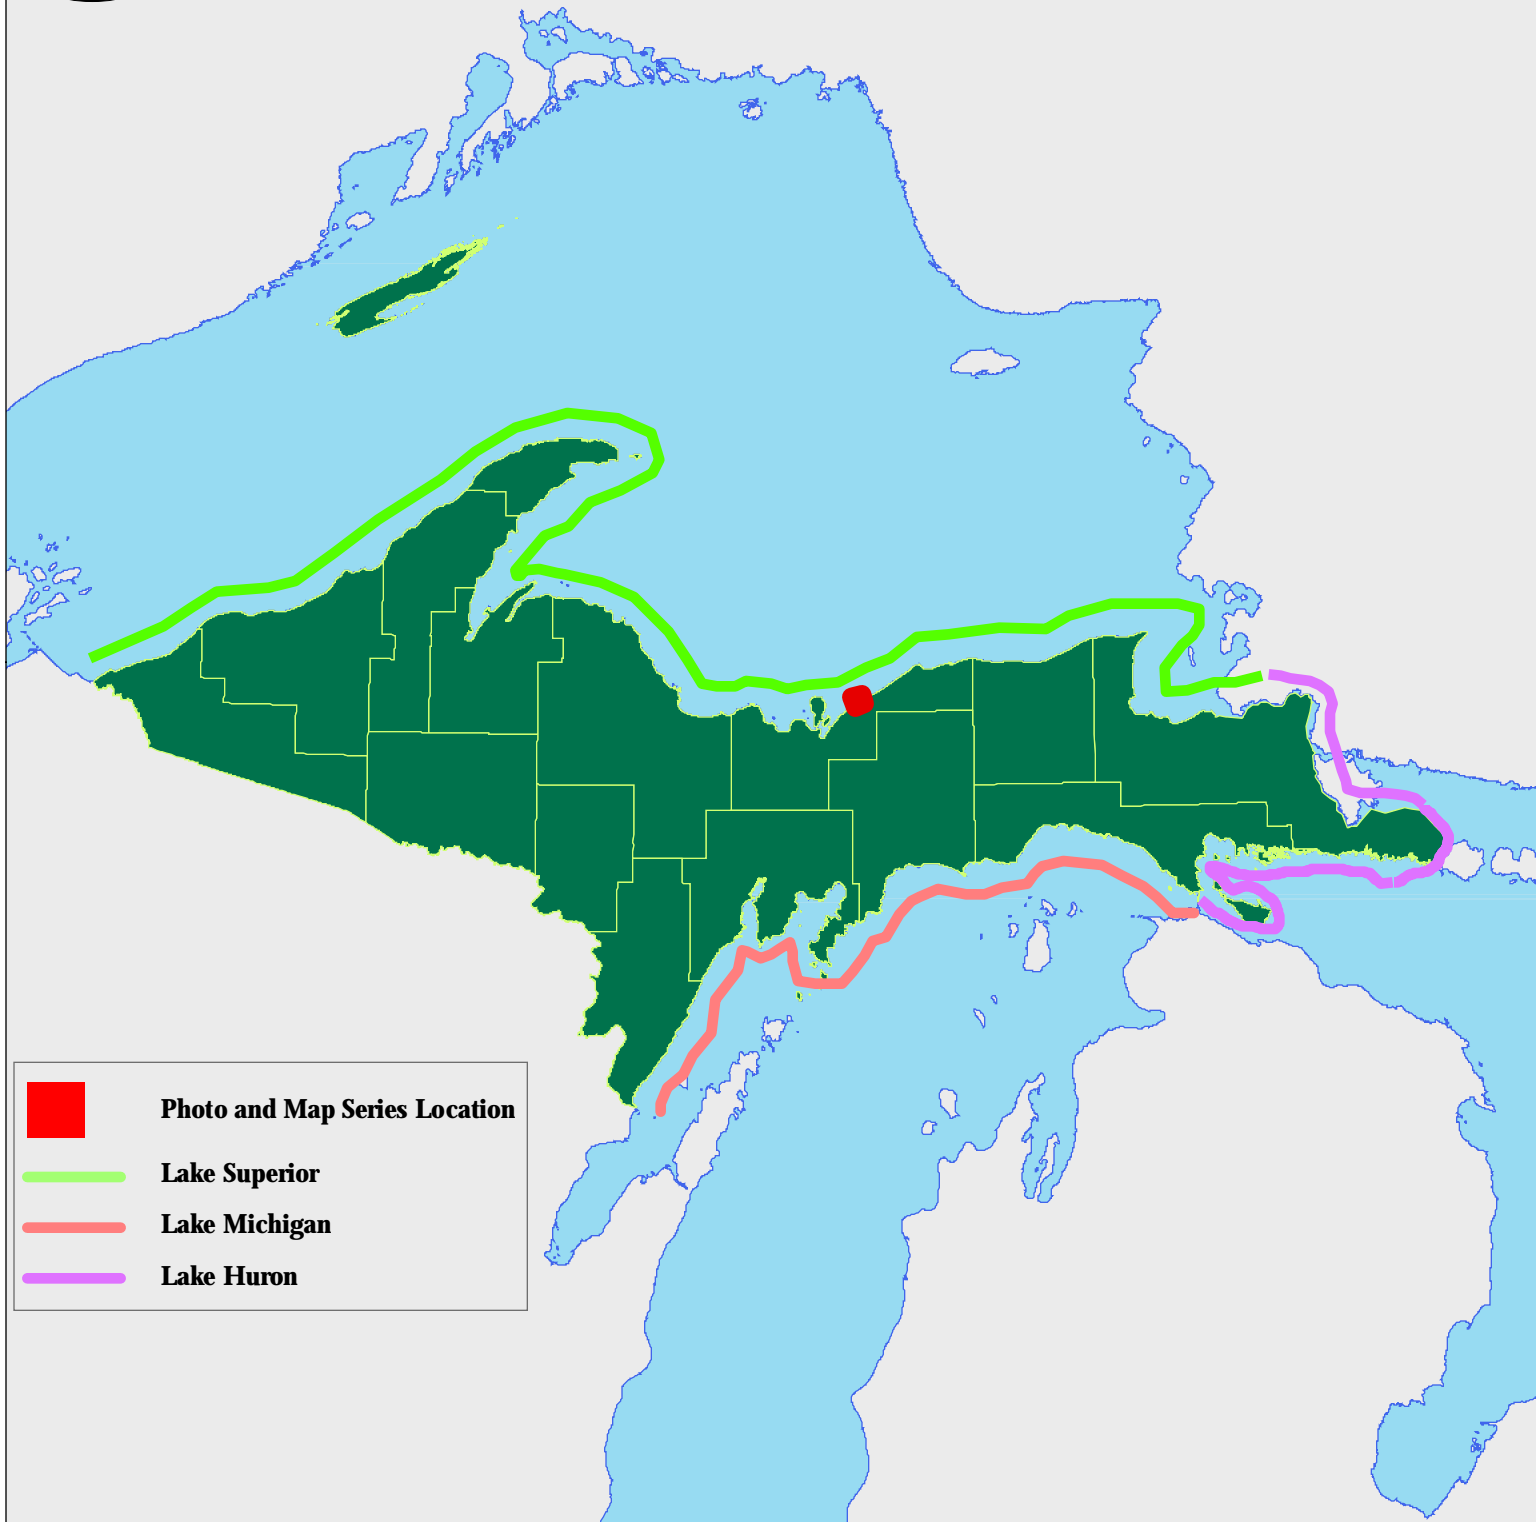 Photo and Map Series Location
Lake Superior
Lake Michigan
Lake Huron